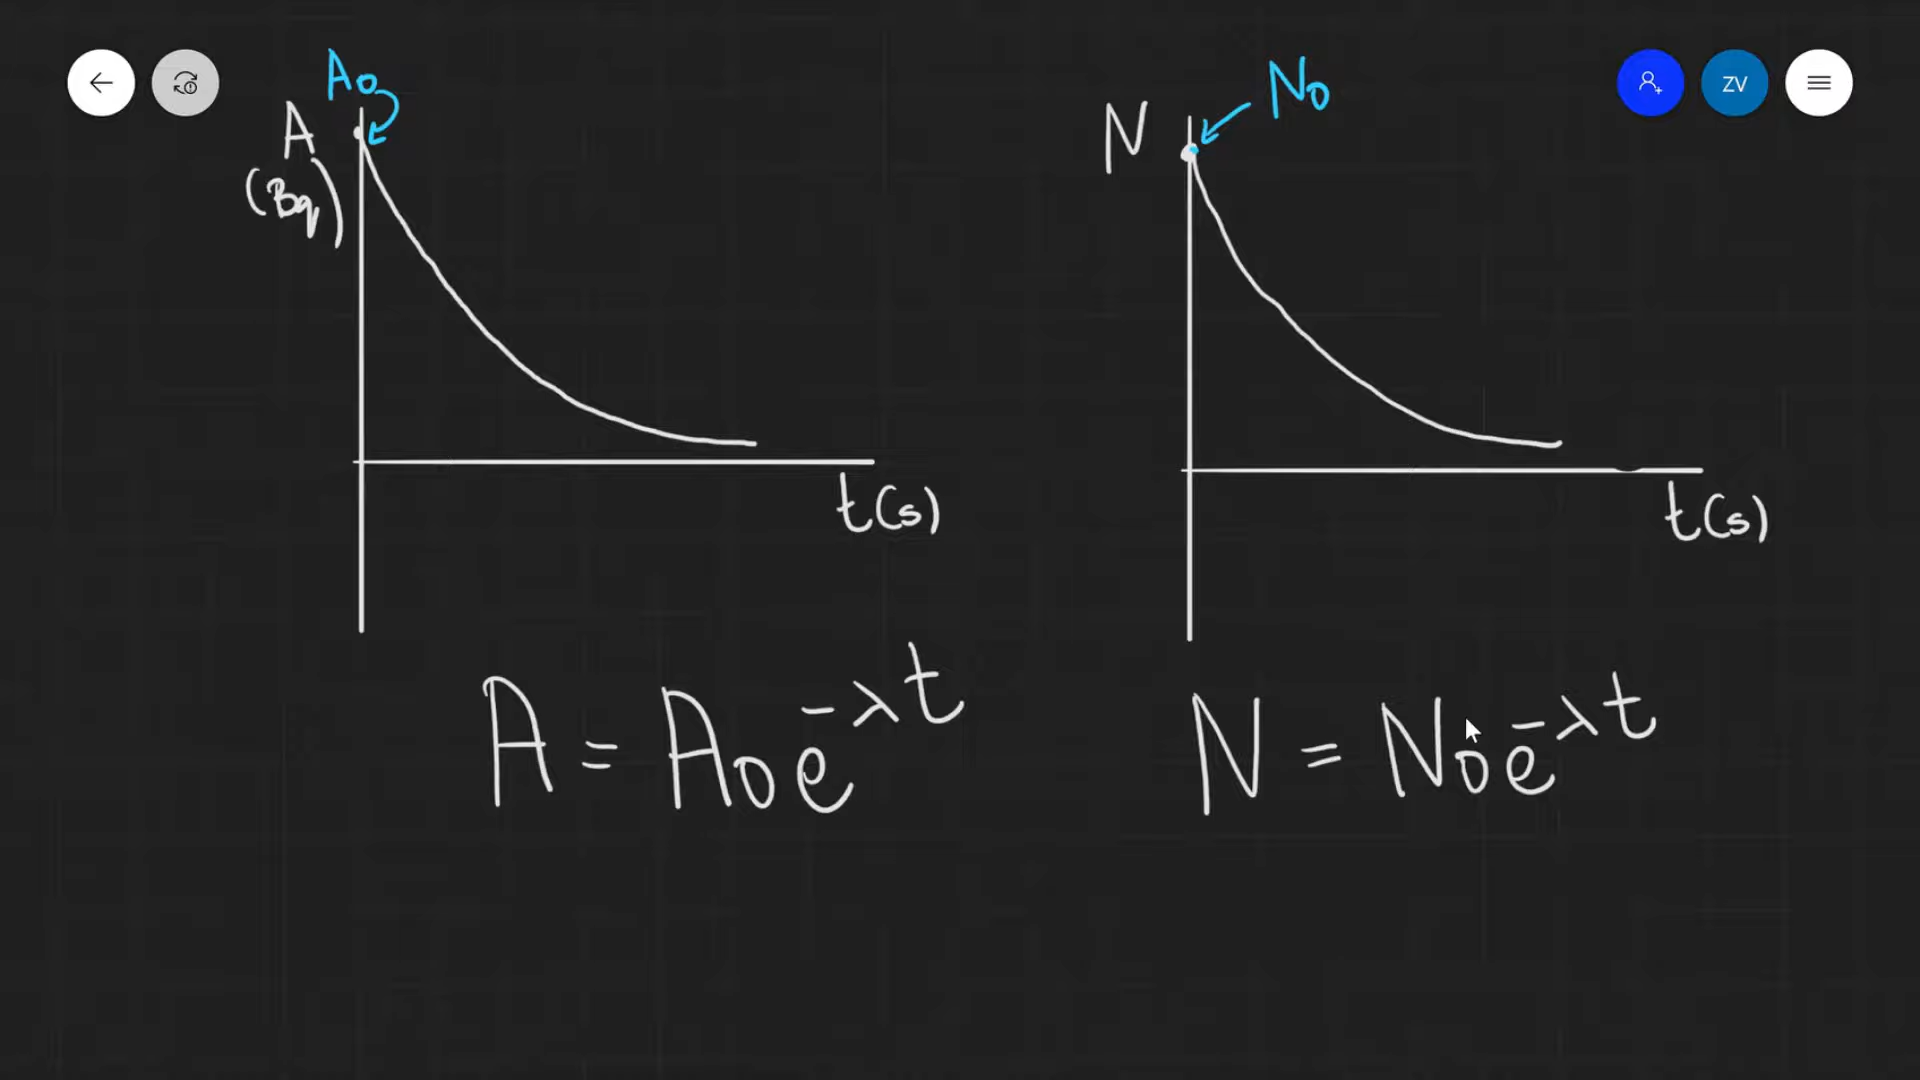 A₀
A
(Bq)
t(s)
A = A₀e^{-λt}
N₀
N
t(s)
N = N₀e^{-λt}
ZV